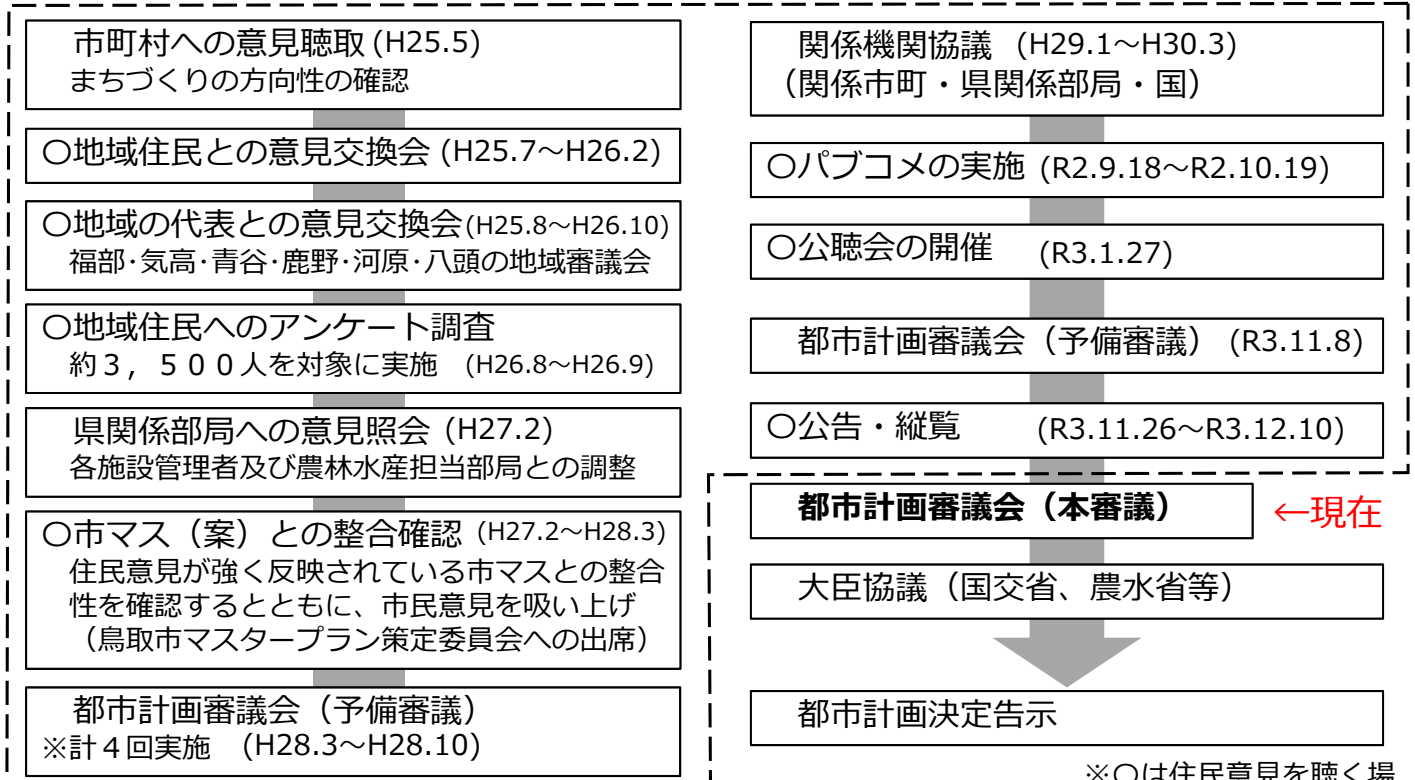 市町村への意見聴取 (H25.5)
まちづくりの方向性の確認
〇地域住民との意見交換会 (H25.7～H26.2)
〇地域の代表との意見交換会(H25.8～H26.10)
福部･気高･青谷･鹿野･河原･八頭の地域審議会
〇地域住民へのアンケート調査
約３，５００人を対象に実施 (H26.8～H26.9)
県関係部局への意見照会 (H27.2)
各施設管理者及び農林水産担当部局との調整
〇市マス（案）との整合確認 (H27.2～H28.3)
住民意見が強く反映されている市マスとの整合
性を確認するとともに、市民意見を吸い上げ
（鳥取市マスタープラン策定委員会への出席）
都市計画審議会（予備審議）
※計４回実施 (H28.3～H28.10)
関係機関協議 (H29.1～H30.3)
（関係市町・県関係部局・国）
〇パブコメの実施 (R2.9.18～R2.10.19)
〇公聴会の開催 (R3.1.27)
都市計画審議会（予備審議） (R3.11.8)
〇公告・縦覧 (R3.11.26～R3.12.10)
都市計画審議会（本審議） ←現在
大臣協議（国交省、農水省等）
都市計画決定告示
※〇は住民意見を聴く場